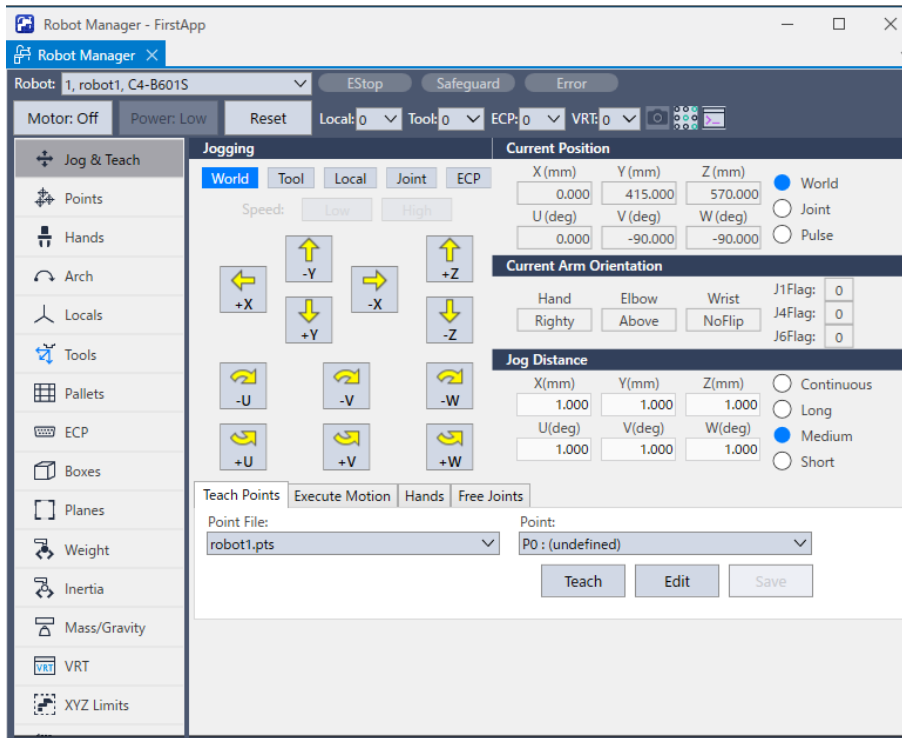 Robot Manager - FirstApp
Robot Manager
Robot: 1, robot1, C4-B601S EStop Safeguard Error
Motor: Off Power: Low Reset Local: 0 Tool: 0 ECP: 0 VRT: 0
Jog & Teach
Points
Hands
Arch
Locals
Tools
Pallets
ECP
Boxes
Planes
Weight
Inertia
Mass/Gravity
VRT
VRT
XYZ Limits
Jogging
World Tool Local Joint ECP
Speed: Low High
-Y +Z
+X -X
+Y -Z
-U -V -W
+U +V +W
Current Position
X (mm) Y (mm) Z (mm)
0.000 415.000 570.000
U (deg) V (deg) W (deg)
0.000 -90.000 -90.000
World
Joint
Pulse
Current Arm Orientation
Hand Elbow Wrist
Righty Above NoFlip
J1Flag: 0
J4Flag: 0
J6Flag: 0
Jog Distance
X(mm) Y(mm) Z(mm)
1.000 1.000 1.000
U(deg) V(deg) W(deg)
1.000 1.000 1.000
Continuous
Long
Medium
Short
Teach Points Execute Motion Hands Free Joints
Point File: Point:
robot1.pts P0 : (undefined)
Teach Edit Save